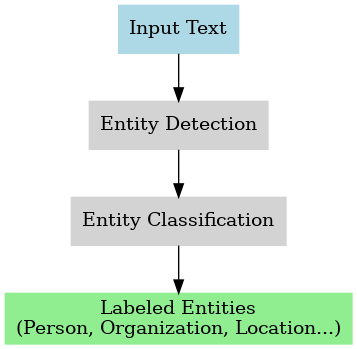 Input Text
Entity Detection
Entity Classification
Labeled Entities
(Person, Organization, Location...)